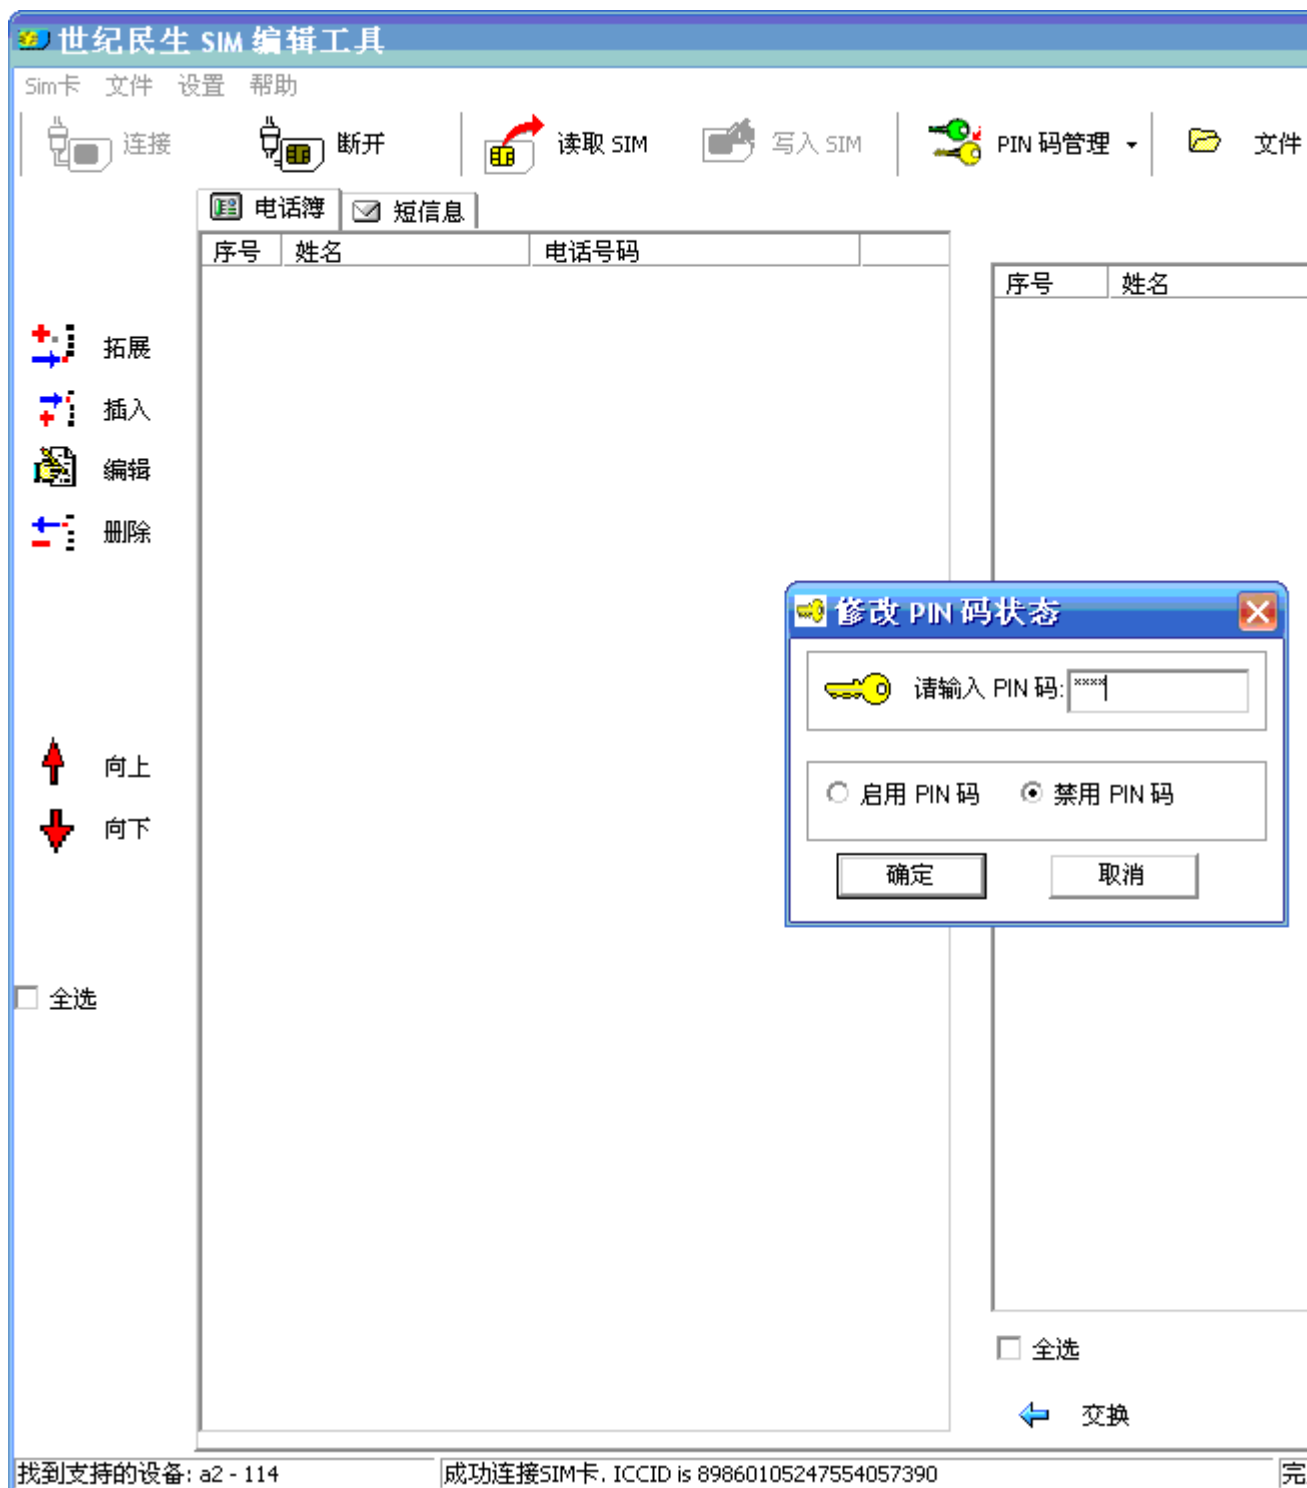 世纪民生 SIM 编辑工具
Sim卡 文件 设置 帮助
连接 断开 读取 SIM 写入 SIM PIN 码管理 文件
电话簿 短信息
序号 姓名 电话号码
序号 姓名
拓展
插入
编辑
删除
修改 PIN 码状态
请输入 PIN 码: ****
向上
启用 PIN 码 禁用 PIN 码
向下
确定 取消
全选
全选
交换
找到支持的设备: a2 - 114 成功连接SIM卡, ICCID is 89860105247554057390 完